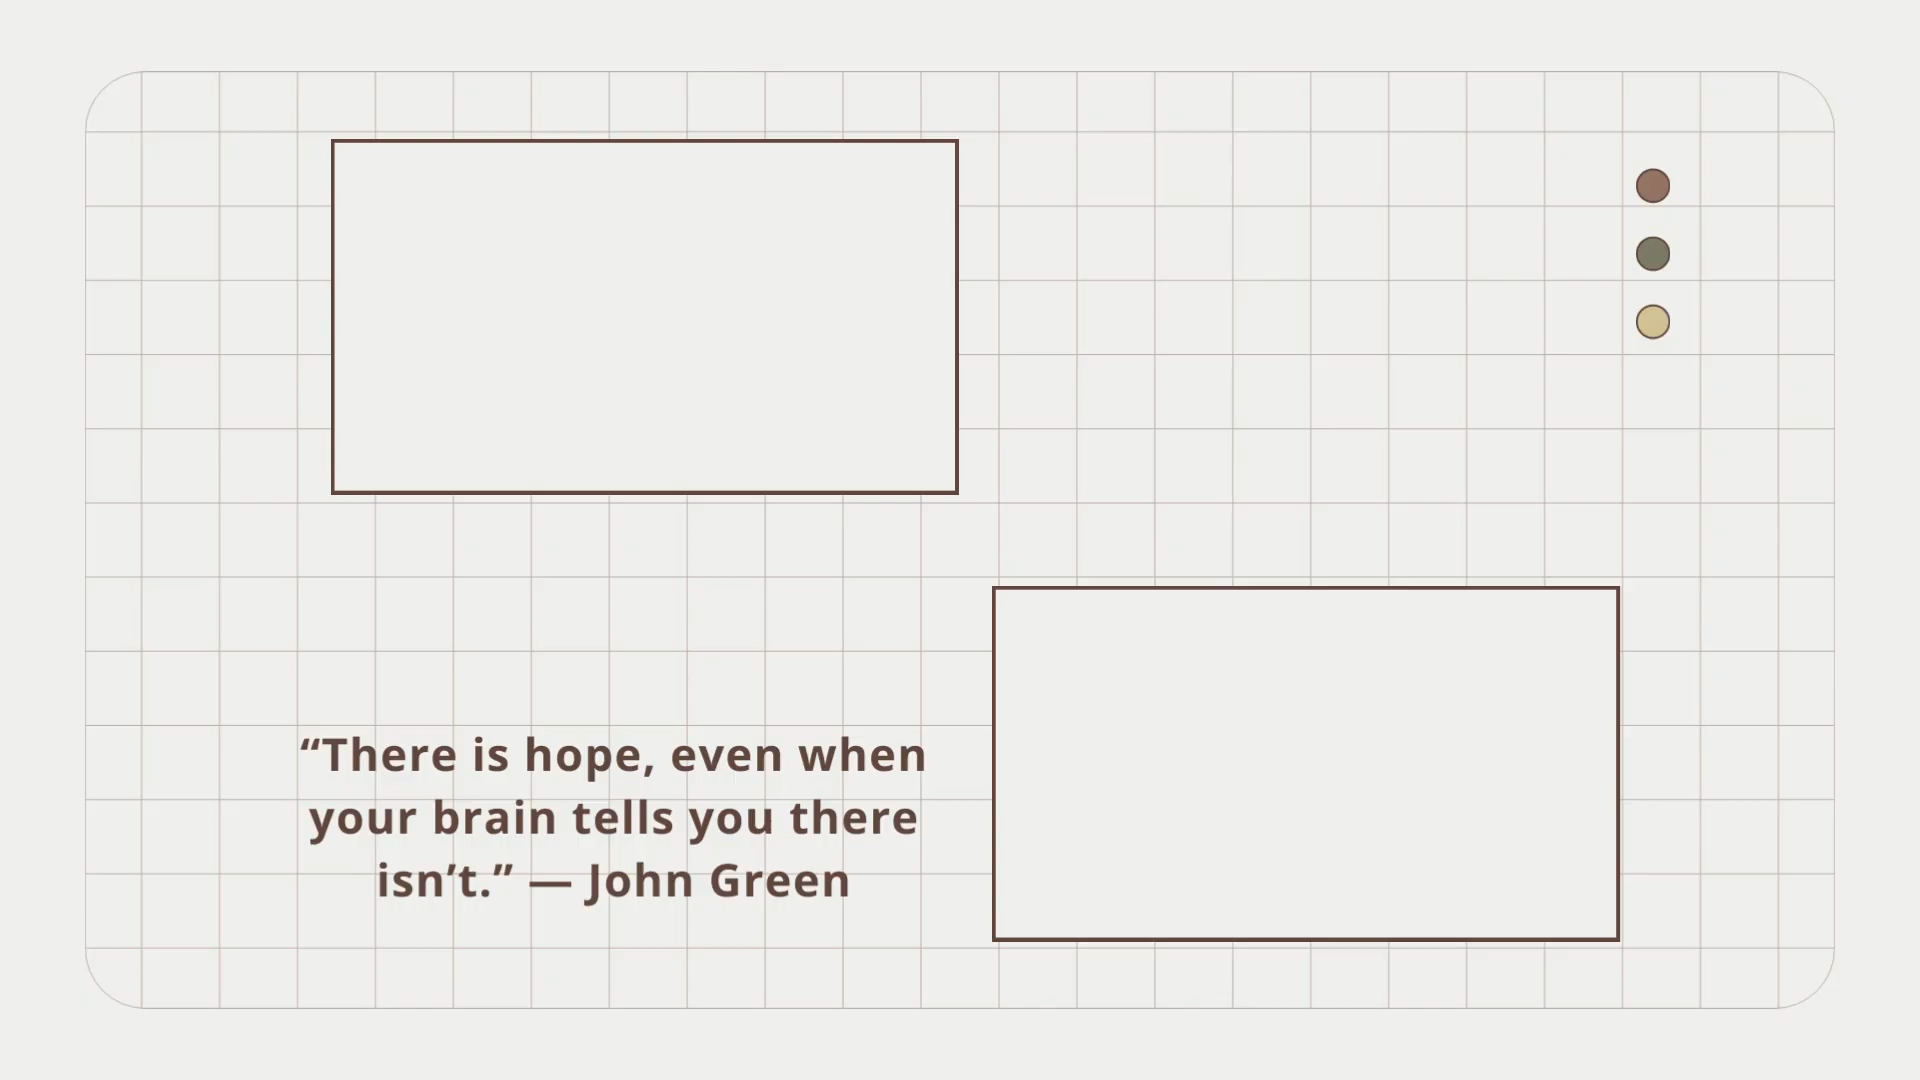 “There is hope, even when
your brain tells you there
isn’t.” — John Green